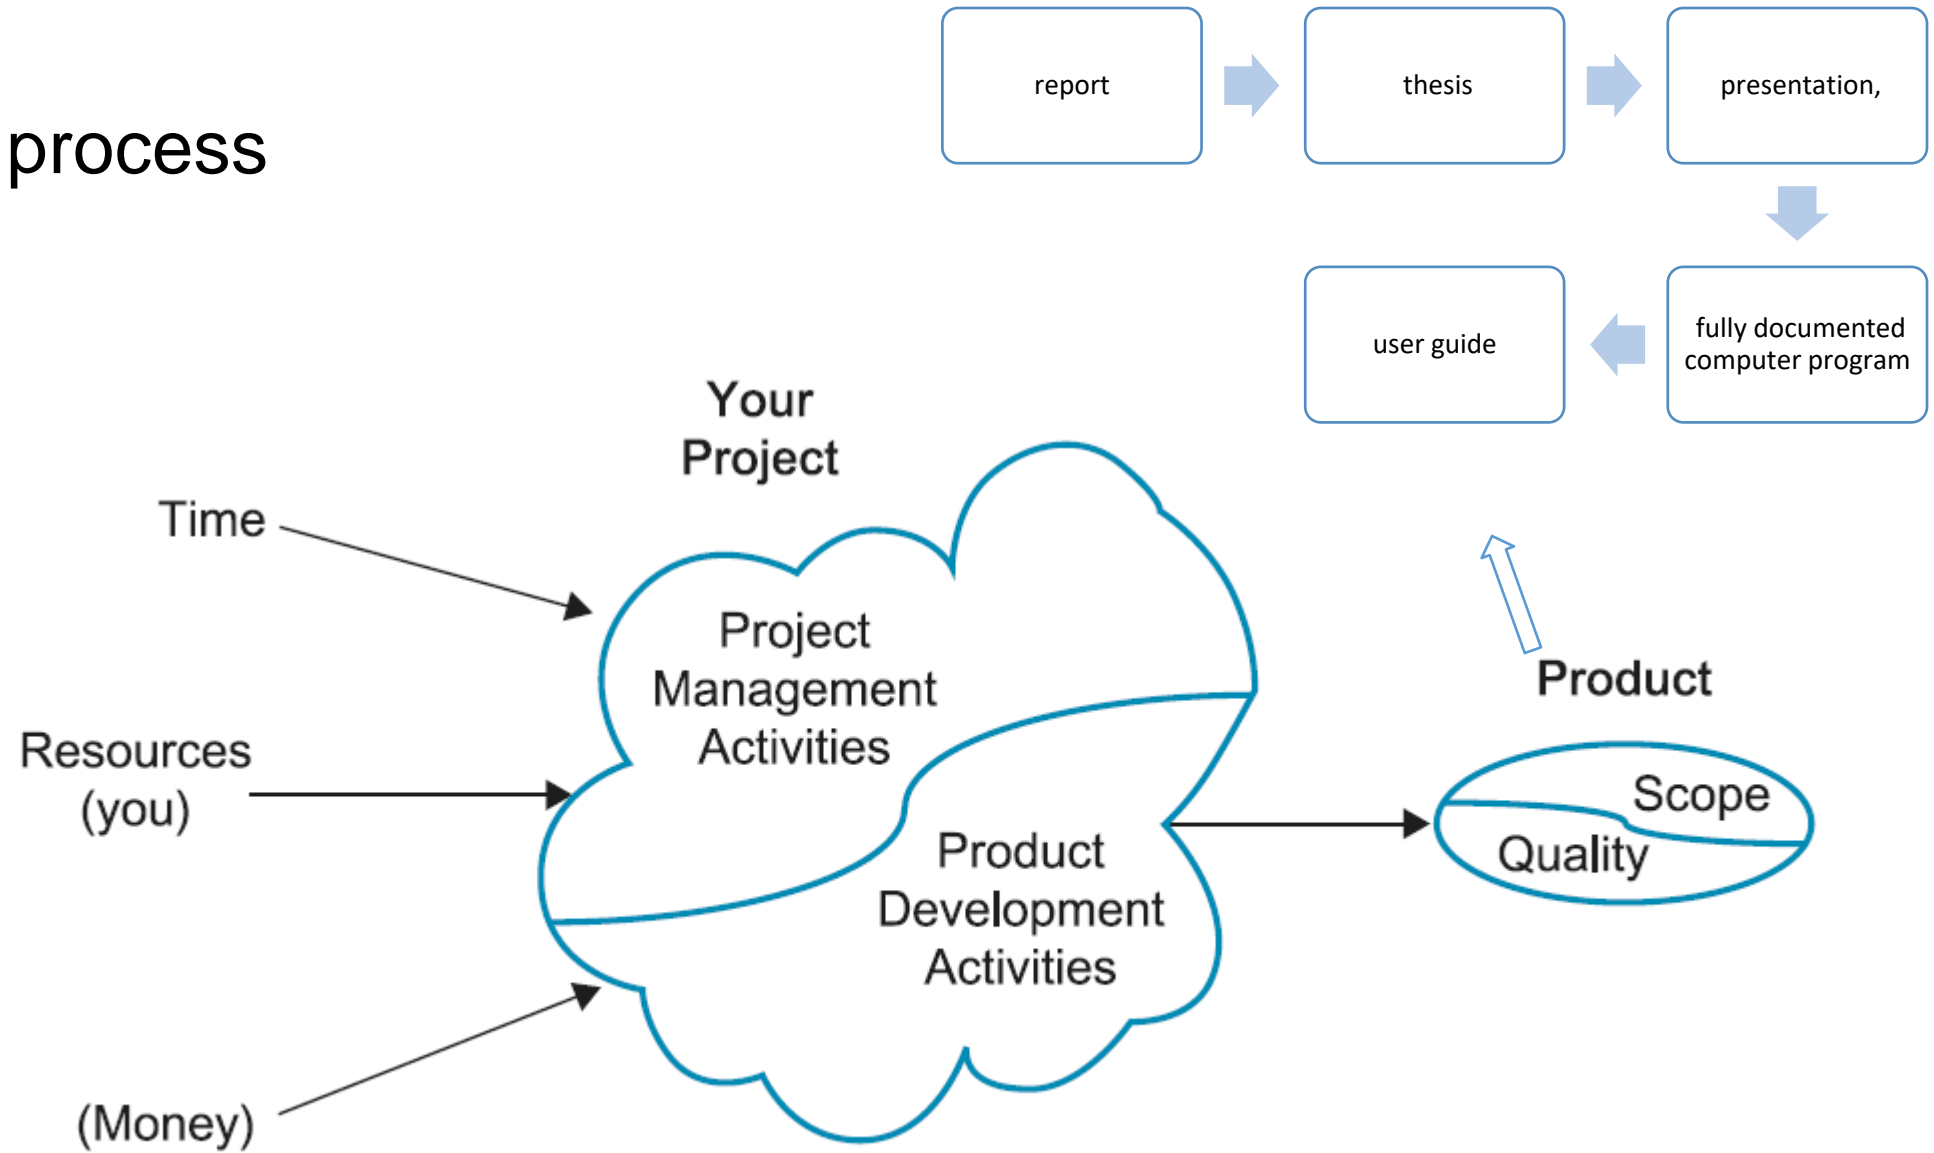 process
report
thesis
presentation,
user guide
fully documented
computer program
Your
Project
Time
Project
Management
Activities
Resources
(you)
Product
Development
Activities
(Money)
Product
Scope
Quality